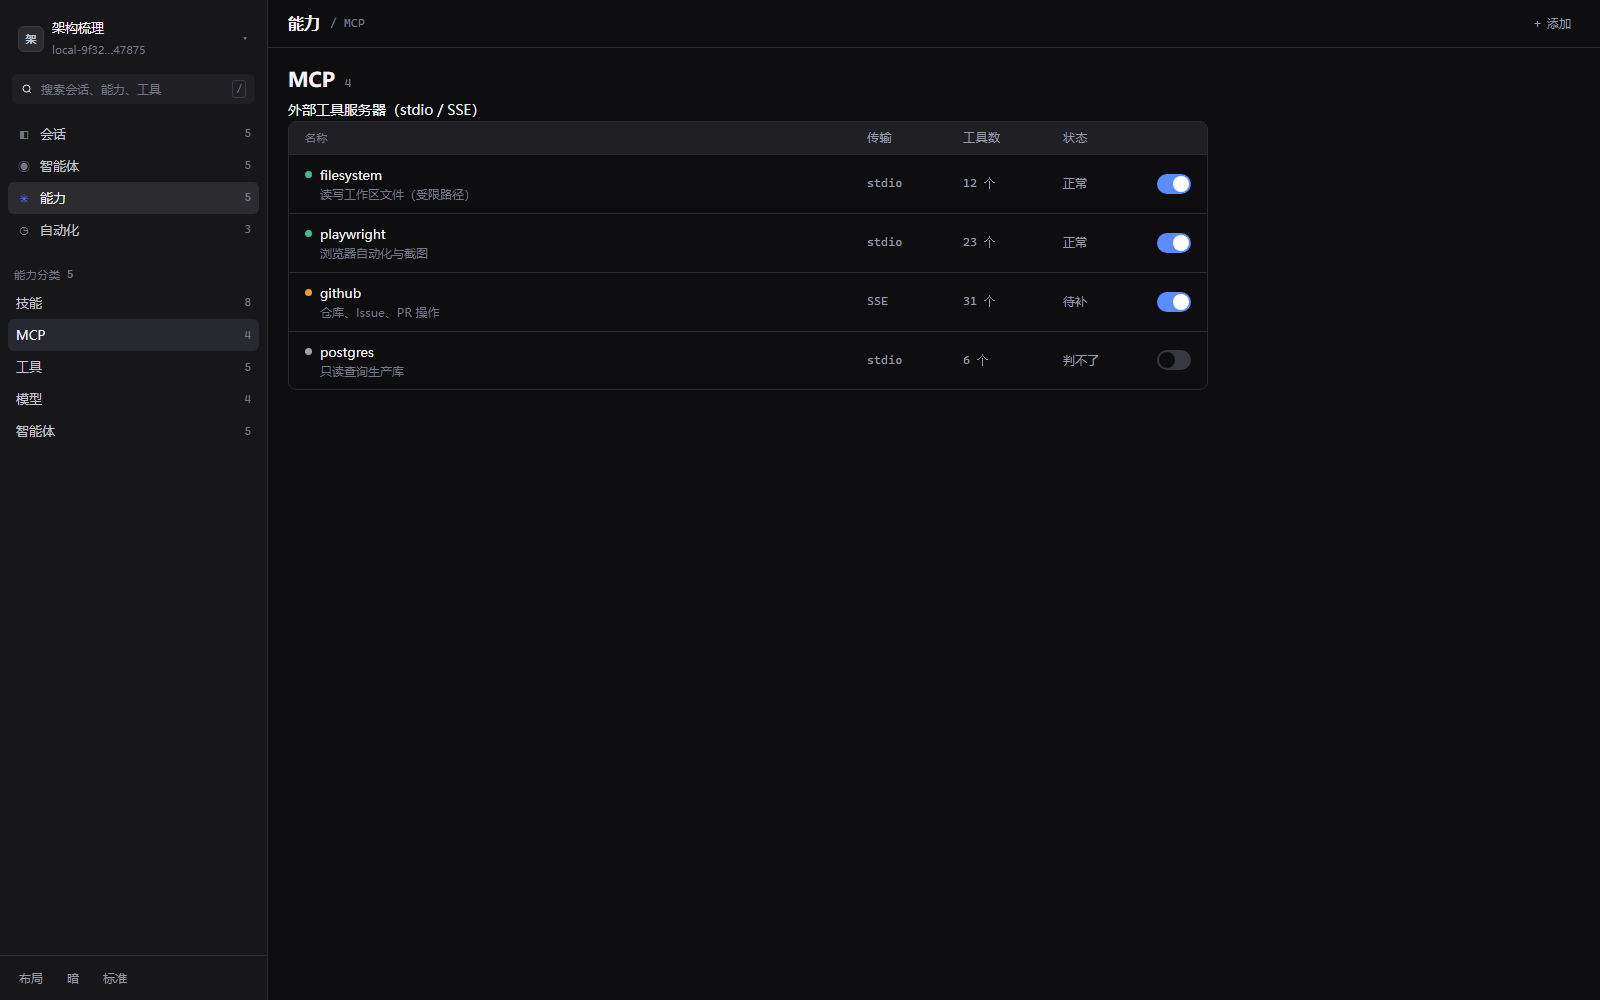 架 架构梳理
local-9f32...47875
搜索会话、能力、工具 /
会话 5
智能体 5
能力 5
自动化 3
能力分类 5
技能 8
MCP 4
工具 5
模型 4
智能体 5
布局 暗 标准
能力 / MCP + 添加
MCP 4
外部工具服务器（stdio / SSE）
名称 传输 工具数 状态
filesystem
读写工作区文件（受限路径）
stdio 12 个 正常
playwright
浏览器自动化与截图
stdio 23 个 正常
github
仓库、Issue、PR 操作
SSE 31 个 待补
postgres
只读查询生产库
stdio 6 个 判不了